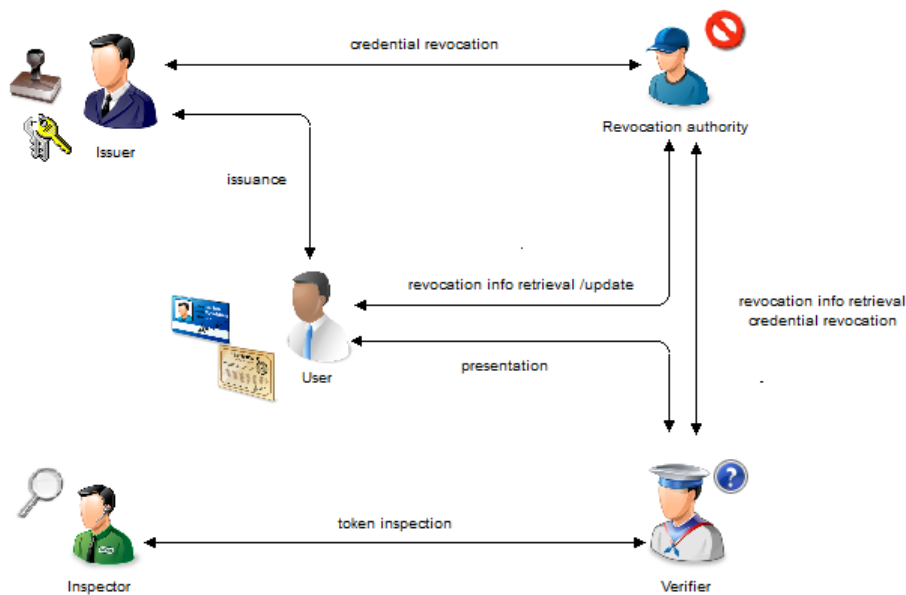 credential revocation
Revocation authority
Issuer
issuance
revocation info retrieval /update
revocation info retrieval
credential revocation
presentation
User
token inspection
Inspector
Verifier